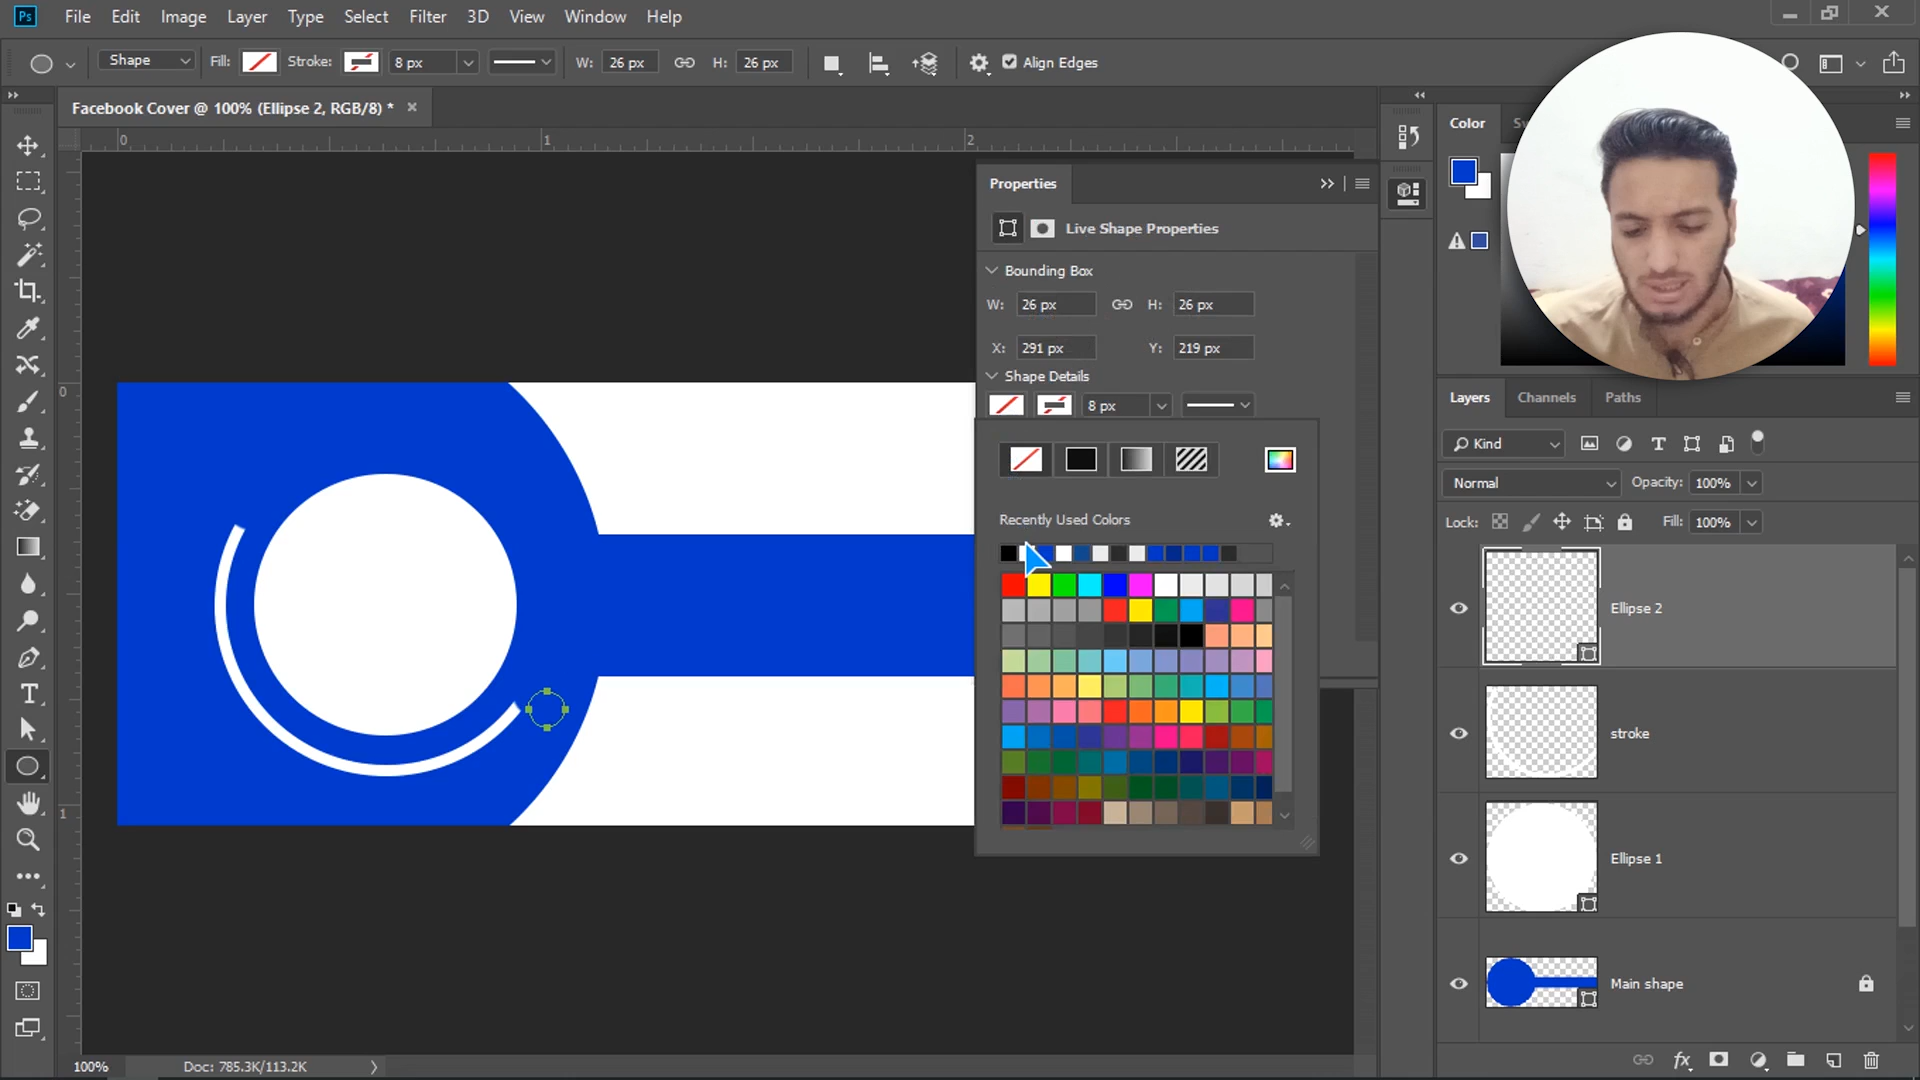 Ps File Edit Image Layer Type Select Filter 3D View Window Help
Shape Fill: Stroke: 8 px W: 26 px H: 26 px Align Edges
Facebook Cover @ 100% (Ellipse 2, RGB/8) *
0 1 2
0
1
Properties
Live Shape Properties
Bounding Box
W: 26 px H: 26 px
X: 291 px Y: 219 px
Shape Details
8 px
Recently Used Colors
Color
Layers Channels Paths
Kind
Normal Opacity: 100%
Lock: Fill: 100%
Ellipse 2
stroke
Ellipse 1
Main shape
fx
100% Doc: 785.3K/113.2K